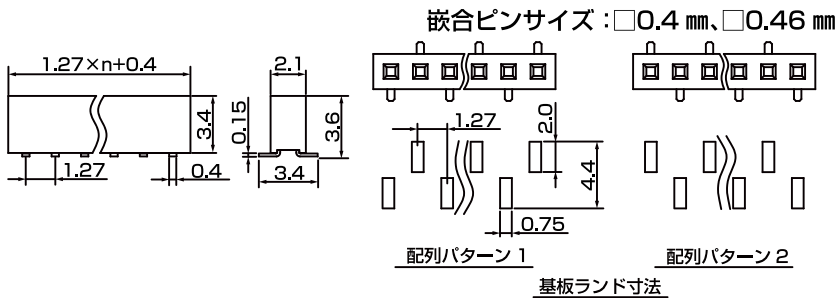 嵌合ピンサイズ：□0.4 ㎜、□0.46 ㎜
1.27×n+0.4
3.4
1.27
0.4
2.1
0.15
3.6
3.4
1.27
2.0
4.4
0.75
配列パターン 1
配列パターン 2
基板ランド寸法